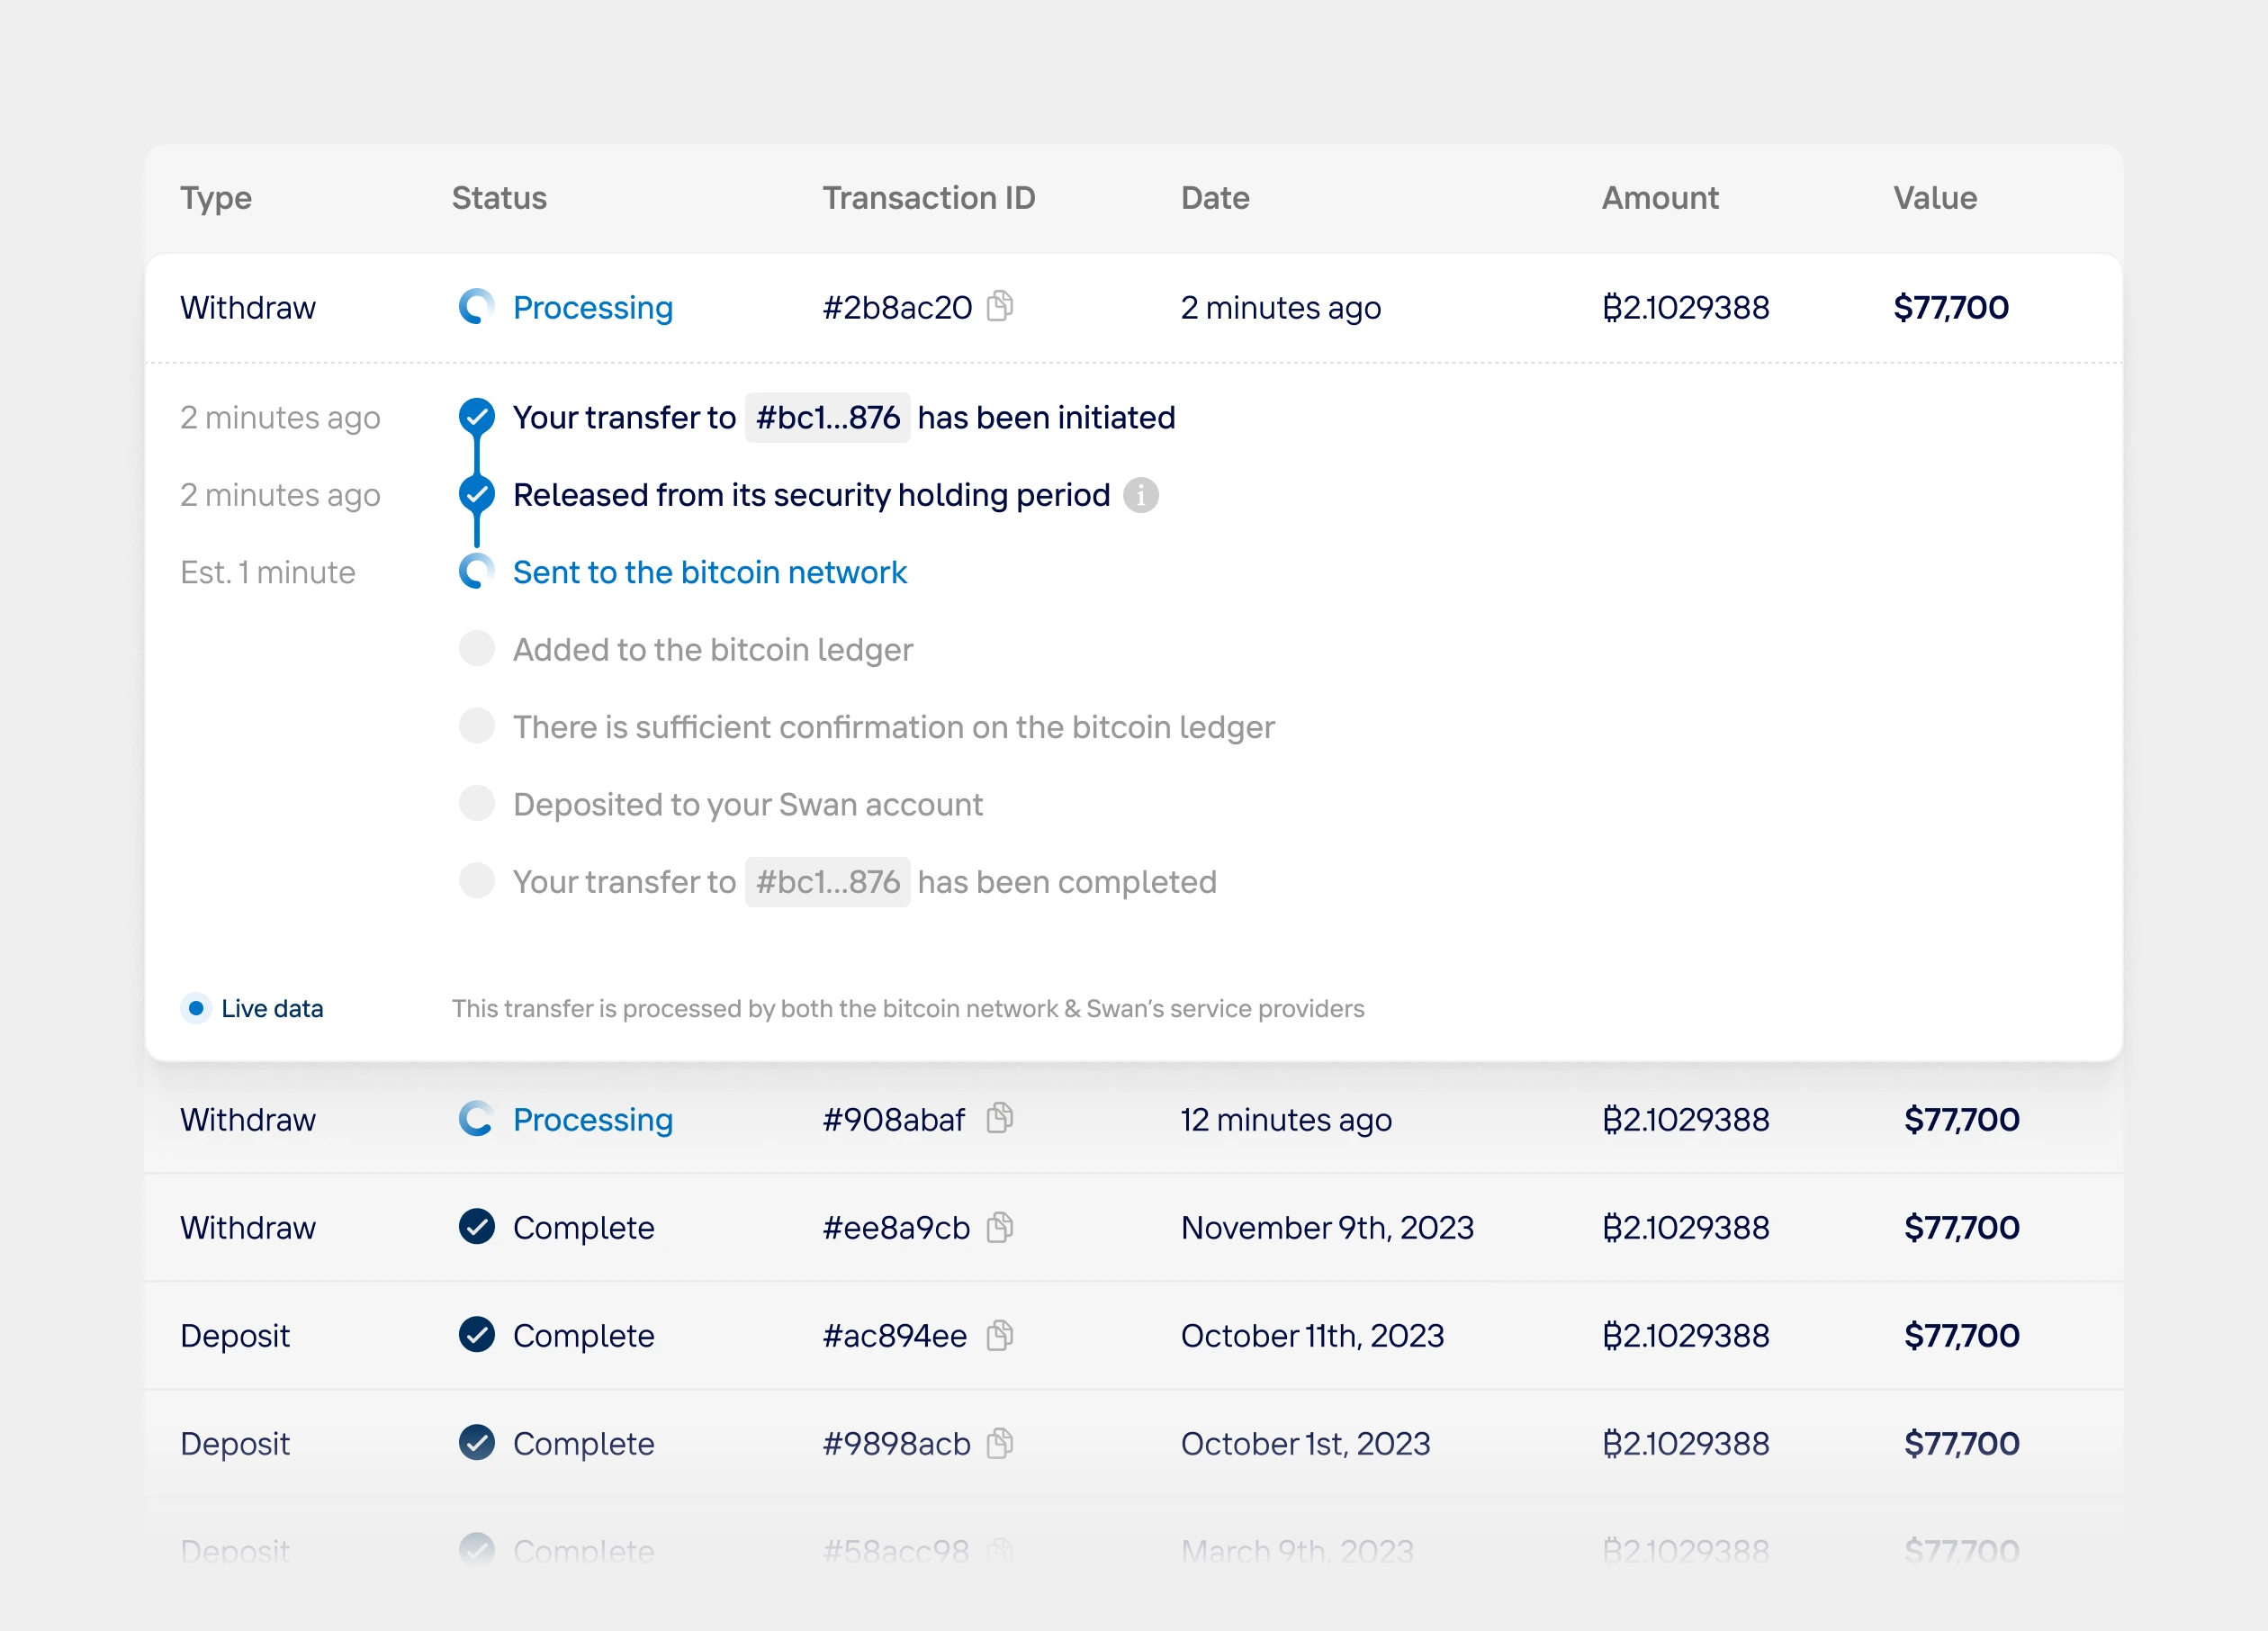 Type Status Transaction ID Date Amount Value
Withdraw Processing #2b8ac20 2 minutes ago ₿2.1029388 $77,700
2 minutes ago Your transfer to #bc1...876 has been initiated
2 minutes ago Released from its security holding period i
Est. 1 minute Sent to the bitcoin network
Added to the bitcoin ledger
There is sufficient confirmation on the bitcoin ledger
Deposited to your Swan account
Your transfer to #bc1...876 has been completed
Live data This transfer is processed by both the bitcoin network & Swan’s service providers
Withdraw Processing #908abaf 12 minutes ago ₿2.1029388 $77,700
Withdraw Complete #ee8a9cb November 9th, 2023 ₿2.1029388 $77,700
Deposit Complete #ac894ee October 11th, 2023 ₿2.1029388 $77,700
Deposit Complete #9898acb October 1st, 2023 ₿2.1029388 $77,700
Deposit Complete #58acc98 March 9th, 2023 ₿2.1029388 $77,700